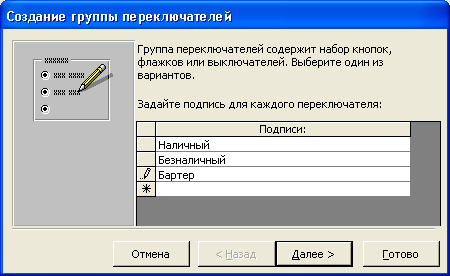 Создание группы переключателей
Группа переключателей содержит набор кнопок,
флажков или выключателей. Выберите один из
вариантов.
Задайте подпись для каждого переключателя:
Подписи:
Наличный
Безналичный
Бартер
Отмена
< Назад
Далее >
Готово